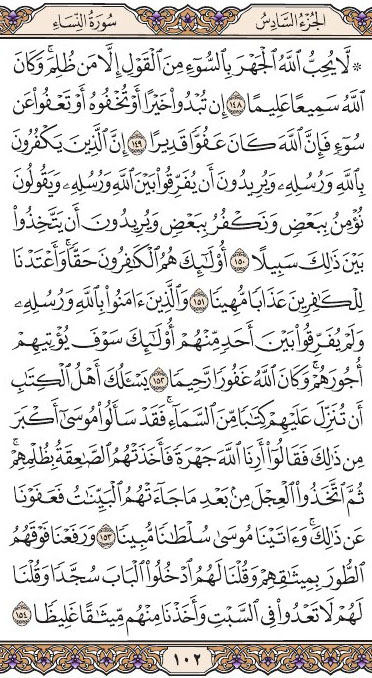 سُورَةُ النِّسَاءِ
الجُزْءُ السَّادِسُ
۞ لَّا يُحِبُّ ٱللَّهُ ٱلْجَهْرَ بِٱلسُّوٓءِ مِنَ ٱلْقَوْلِ إِلَّا مَن ظُلِمَ ۚ وَكَانَ
ٱللَّهُ سَمِيعًا عَلِيمًا ١٤٨ إِن تُبْدُوا۟ خَيْرًا أَوْ تُخْفُوهُ أَوْ تَعْفُوا۟ عَن
سُوٓءٍ فَإِنَّ ٱللَّهَ كَانَ عَفُوًّا قَدِيرًا ١٤٩ إِنَّ ٱلَّذِينَ يَكْفُرُونَ
بِٱللَّهِ وَرُسُلِهِۦ وَيُرِيدُونَ أَن يُفَرِّقُوا۟ بَيْنَ ٱللَّهِ وَرُسُلِهِۦ وَيَقُولُونَ
نُؤْمِنُ بِبَعْضٍ وَنَكْفُرُ بِبَعْضٍ وَيُرِيدُونَ أَن يَتَّخِذُوا۟
بَيْنَ ذَٰلِكَ سَبِيلًا ١٥٠ أُو۟لَـٰٓئِكَ هُمُ ٱلْكَـٰفِرُونَ حَقًّا ۚ وَأَعْتَدْنَا
لِلْكَـٰفِرِينَ عَذَابًا مُّهِينًا ١٥١ وَٱلَّذِينَ ءَامَنُوا۟ بِٱللَّهِ وَرُسُلِهِۦ
وَلَمْ يُفَرِّقُوا۟ بَيْنَ أَحَدٍ مِّنْهُمْ أُو۟لَـٰٓئِكَ سَوْفَ يُؤْتِيهِمْ
أُجُورَهُمْ ۗ وَكَانَ ٱللَّهُ غَفُورًا رَّحِيمًا ١٥٢ يَسْـَٔلُكَ أَهْلُ ٱلْكِتَـٰبِ
أَن تُنَزِّلَ عَلَيْهِمْ كِتَـٰبًا مِّنَ ٱلسَّمَآءِ ۚ فَقَدْ سَأَلُوا۟ مُوسَىٰٓ أَكْبَرَ
مِن ذَٰلِكَ فَقَالُوٓا۟ أَرِنَا ٱللَّهَ جَهْرَةً فَأَخَذَتْهُمُ ٱلصَّـٰعِقَةُ بِظُلْمِهِمْ ۚ
ثُمَّ ٱتَّخَذُوا۟ ٱلْعِجْلَ مِنۢ بَعْدِ مَا جَآءَتْهُمُ ٱلْبَيِّنَـٰتُ فَعَفَوْنَا
عَن ذَٰلِكَ ۚ وَءَاتَيْنَا مُوسَىٰ سُلْطَـٰنًا مُّبِينًا ١٥٣ وَرَفَعْنَا فَوْقَهُمُ
ٱلطُّورَ بِمِيثَـٰقِهِمْ وَقُلْنَا لَهُمُ ٱدْخُلُوا۟ ٱلْبَابَ سُجَّدًا وَقُلْنَا
لَهُمْ لَا تَعْدُوا۟ فِى ٱلسَّبْتِ وَأَخَذْنَا مِنْهُم مِّيثَـٰقًا غَلِيظًا ١٥٤
١٠٢